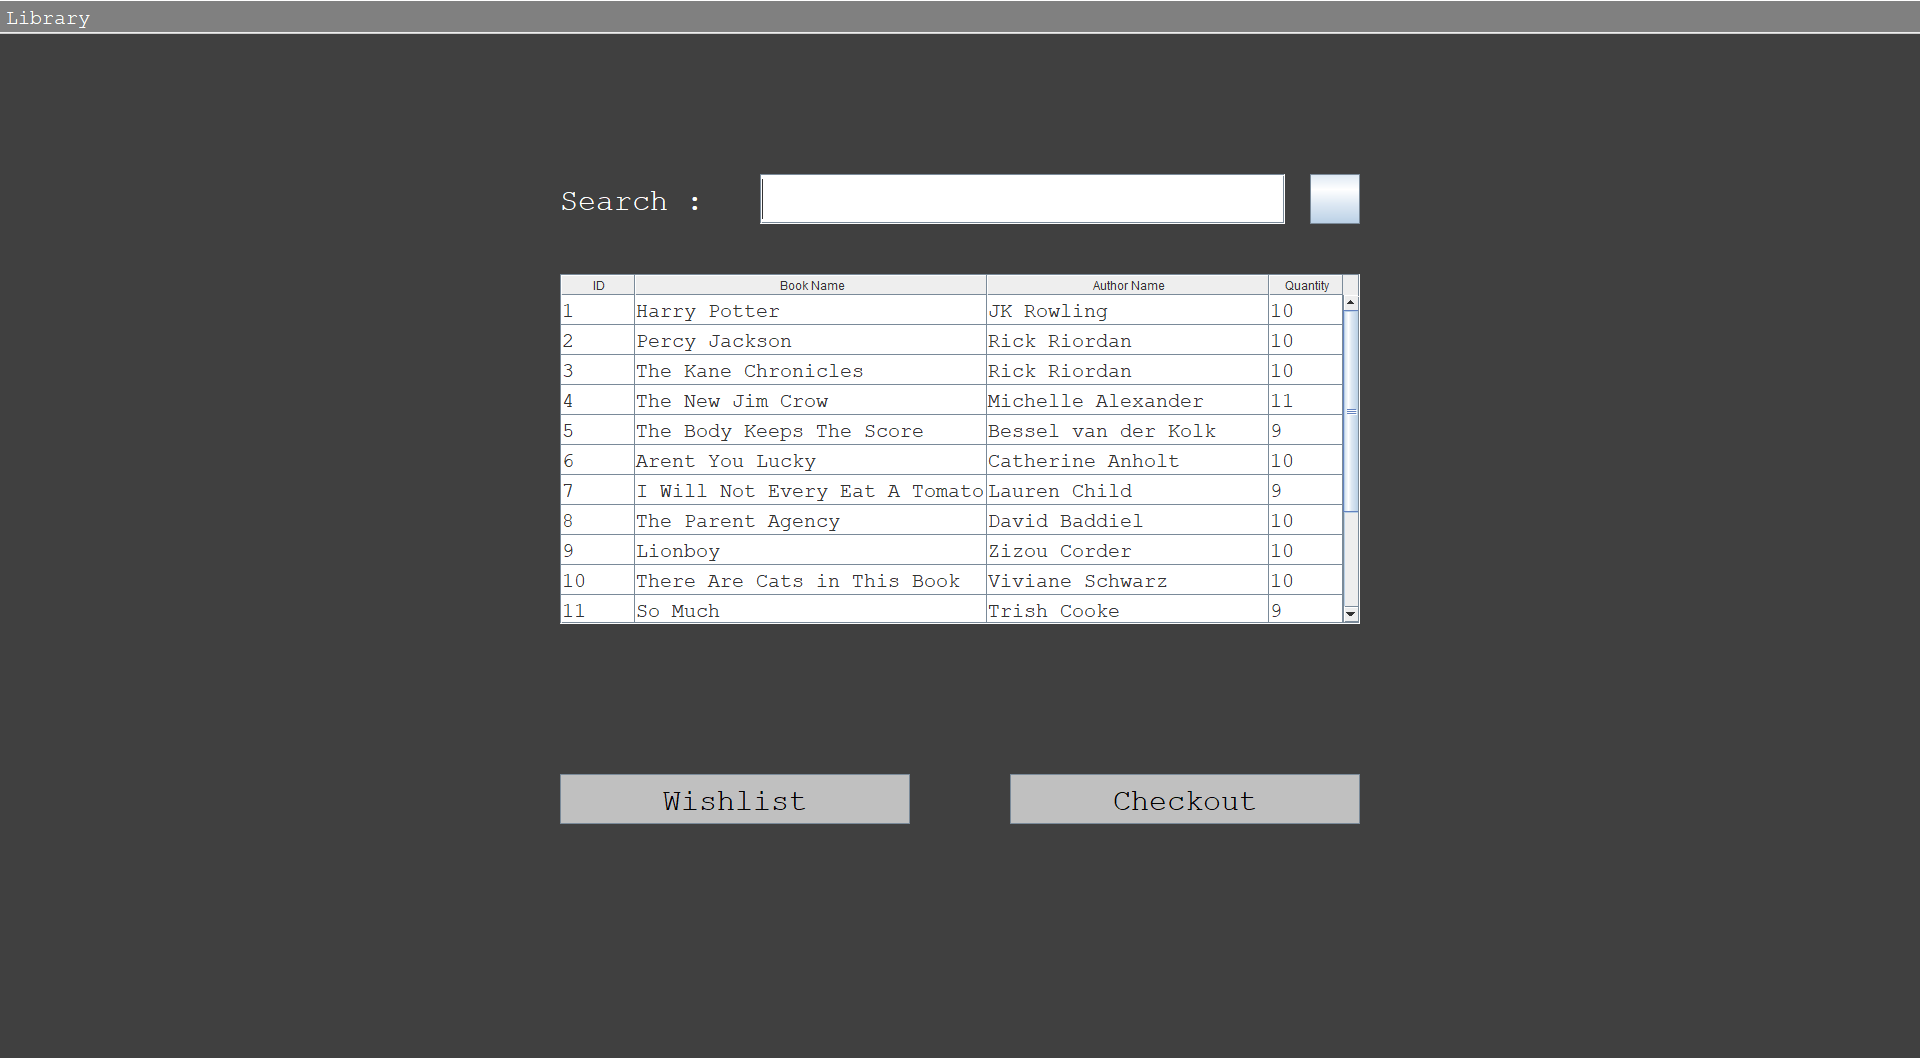 Library
Search :
ID Book Name Author Name Quantity
1 Harry Potter JK Rowling 10
2 Percy Jackson Rick Riordan 10
3 The Kane Chronicles Rick Riordan 10
4 The New Jim Crow Michelle Alexander 11
5 The Body Keeps The Score Bessel van der Kolk 9
6 Arent You Lucky Catherine Anholt 10
7 I Will Not Every Eat A Tomato Lauren Child 9
8 The Parent Agency David Baddiel 10
9 Lionboy Zizou Corder 10
10 There Are Cats in This Book Viviane Schwarz 10
11 So Much Trish Cooke 9
Wishlist Checkout